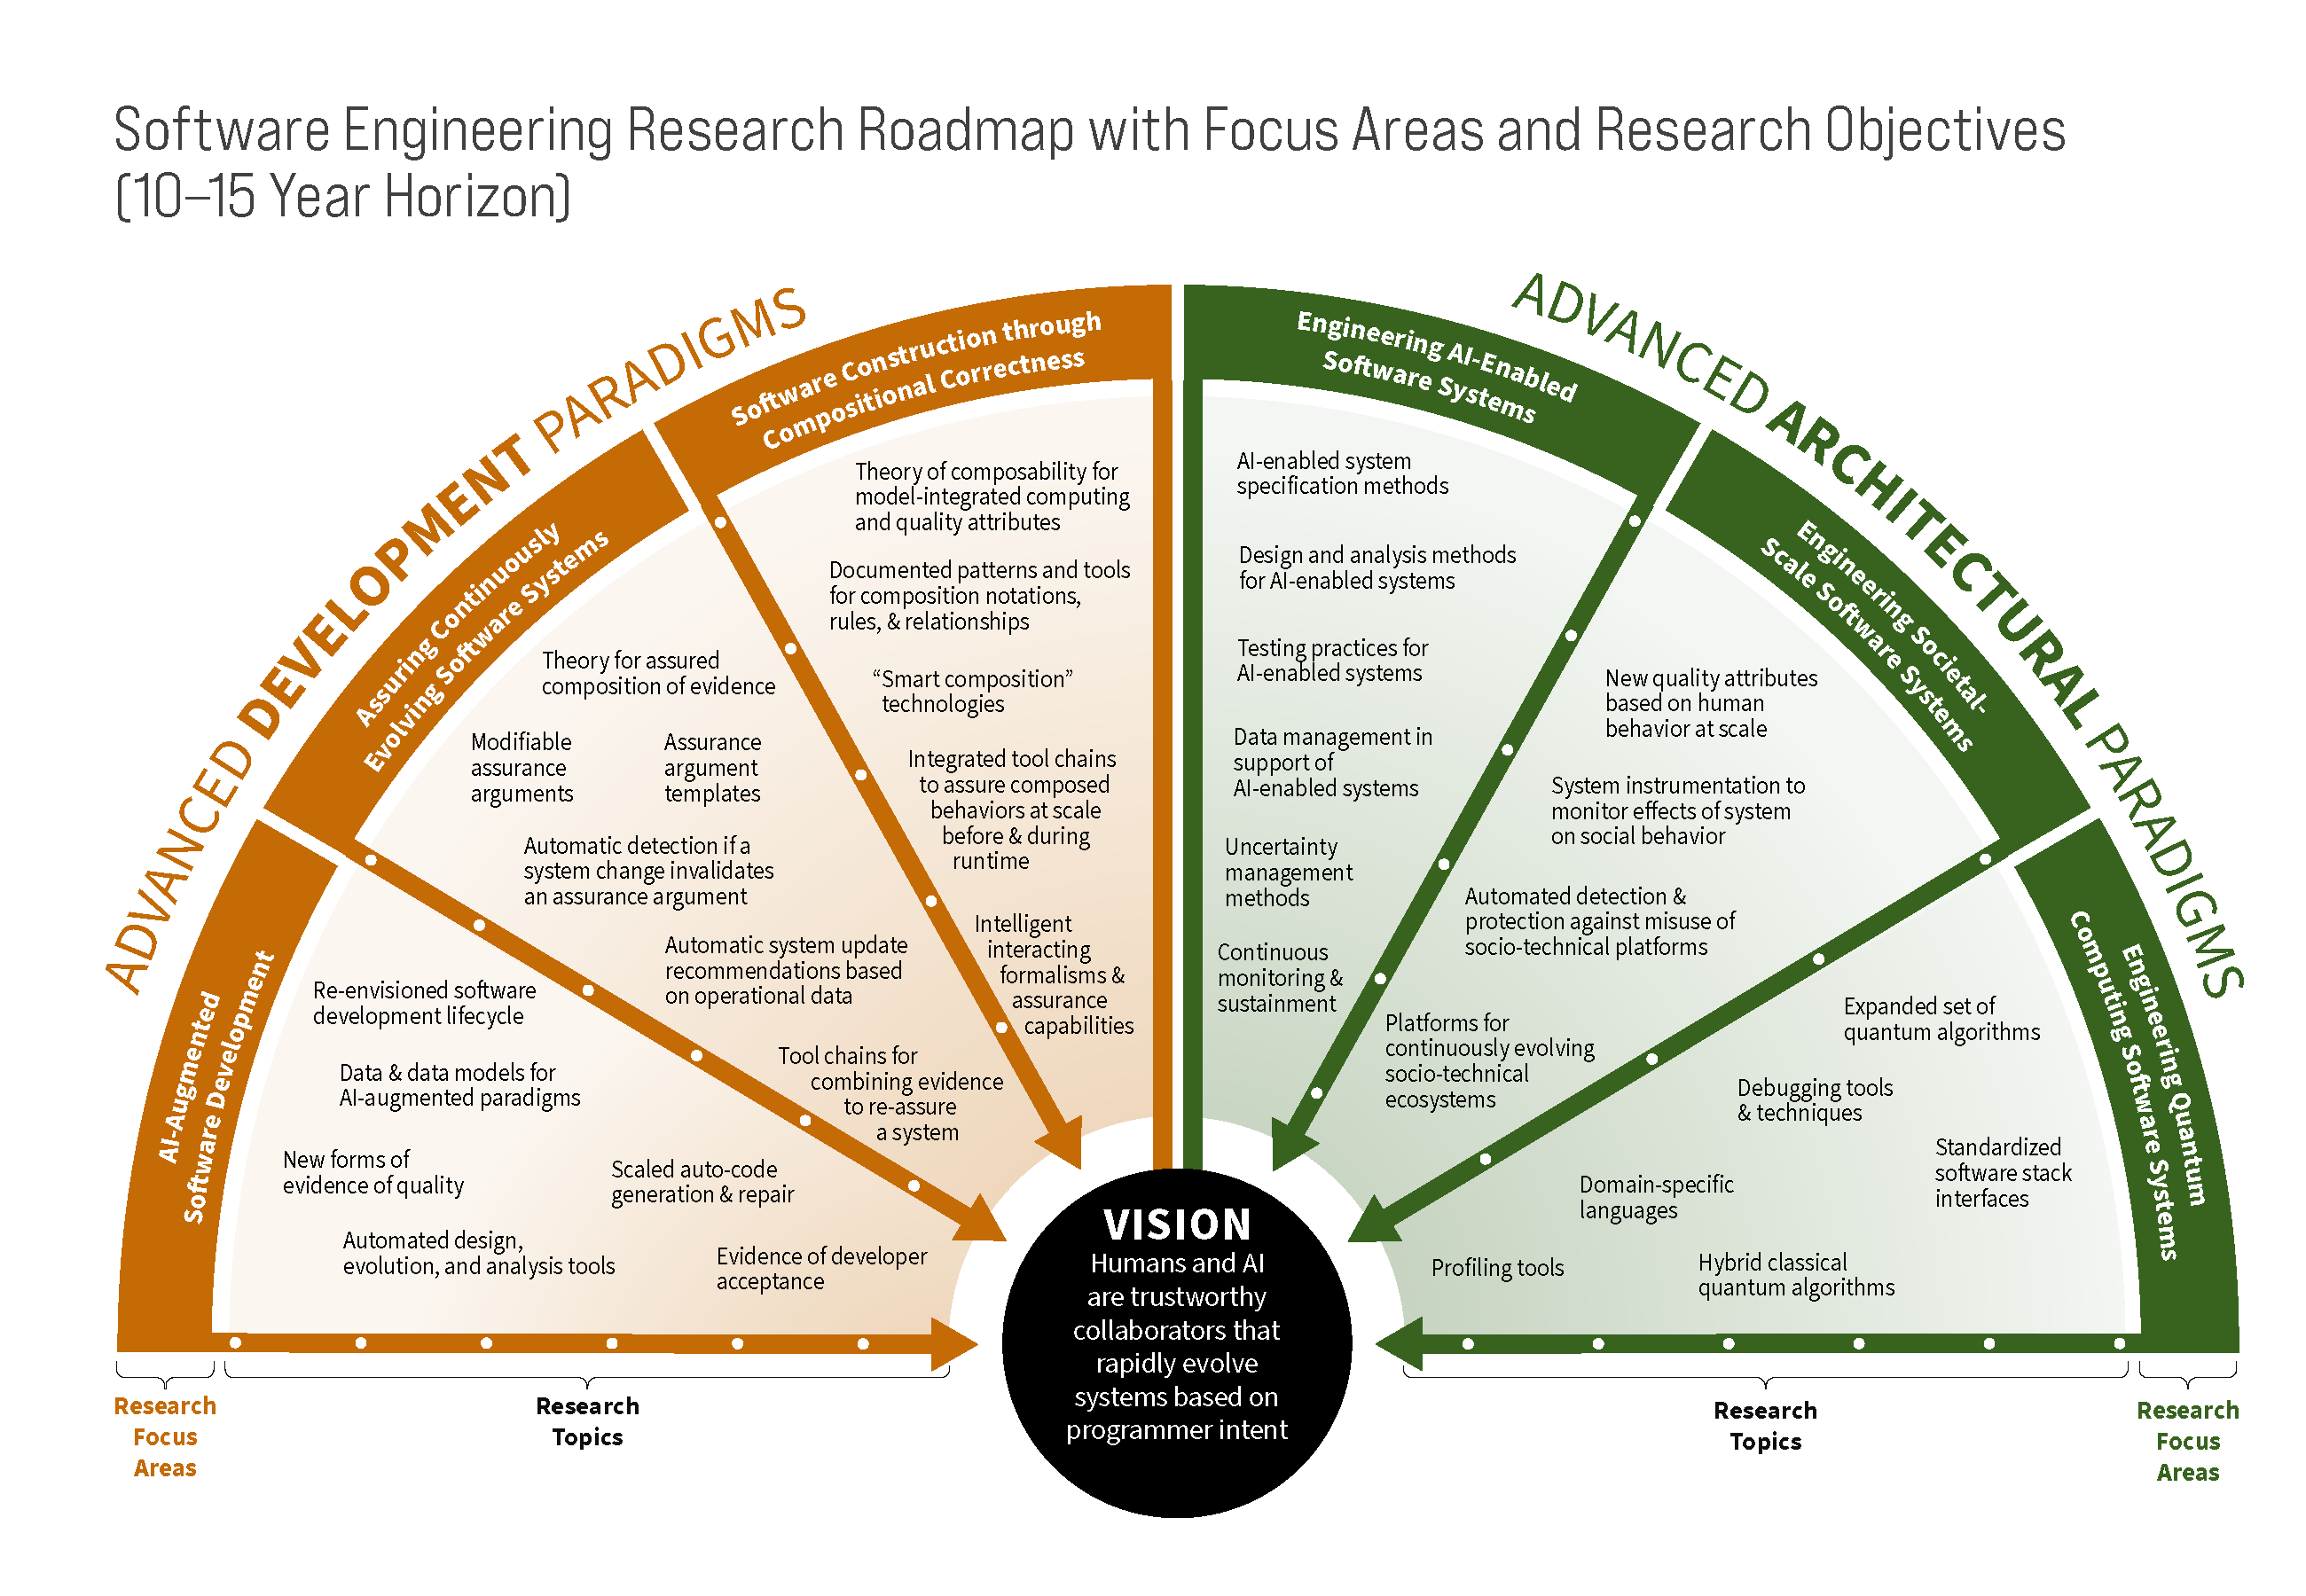 Software Engineering Research Roadmap with Focus Areas and Research Objectives
(10–15 Year Horizon)
ADVANCED DEVELOPMENT PARADIGMS
AI-Augmented
Software Development
Re-envisioned software
development lifecycle
Data & data models for
AI-augmented paradigms
New forms of
evidence of quality
Automated design,
evolution, and analysis tools
Scaled auto-code
generation & repair
Evidence of developer
acceptance
Assuring Continuously
Evolving Software Systems
Theory for assured
composition of evidence
Modifiable
assurance
arguments
Assurance
argument
templates
Automatic detection if a
system change invalidates
an assurance argument
Automatic system update
recommendations based
on operational data
Tool chains for
combining evidence
to re-assure
a system
Software Construction through
Compositional Correctness
Theory of composability for
model-integrated computing
and quality attributes
Documented patterns and tools
for composition notations,
rules, & relationships
“Smart composition”
technologies
Integrated tool chains
to assure composed
behaviors at scale
before & during
runtime
Intelligent
interacting
formalisms &
assurance
capabilities
ADVANCED ARCHITECTURAL PARADIGMS
Engineering AI-Enabled
Software Systems
AI-enabled system
specification methods
Design and analysis methods
for AI-enabled systems
Testing practices for
AI-enabled systems
Data management in
support of
AI-enabled systems
Uncertainty
management
methods
Continuous
monitoring &
sustainment
Engineering Societal-
Scale Software Systems
New quality attributes
based on human
behavior at scale
System instrumentation to
monitor effects of system
on social behavior
Automated detection &
protection against misuse of
socio-technical platforms
Platforms for
continuously evolving
socio-technical
ecosystems
Engineering Quantum
Computing Software Systems
Expanded set of
quantum algorithms
Debugging tools
& techniques
Standardized
software stack
interfaces
Domain-specific
languages
Profiling tools
Hybrid classical
quantum algorithms
VISION
Humans and AI
are trustworthy
collaborators that
rapidly evolve
systems based on
programmer intent
Research
Focus
Areas
Research
Topics
Research
Topics
Research
Focus
Areas